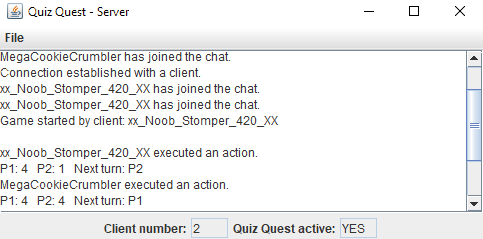 Quiz Quest - Server
File
MegaCookieCrumbler has joined the chat.
Connection established with a client.
xx_Noob_Stomper_420_XX has joined the chat.
xx_Noob_Stomper_420_XX has joined the chat.
Game started by client: xx_Noob_Stomper_420_XX
xx_Noob_Stomper_420_XX executed an action.
P1: 4 P2: 1 Next turn: P2
MegaCookieCrumbler executed an action.
P1: 4 P2: 4 Next turn: P1
Client number: 2 Quiz Quest active: YES